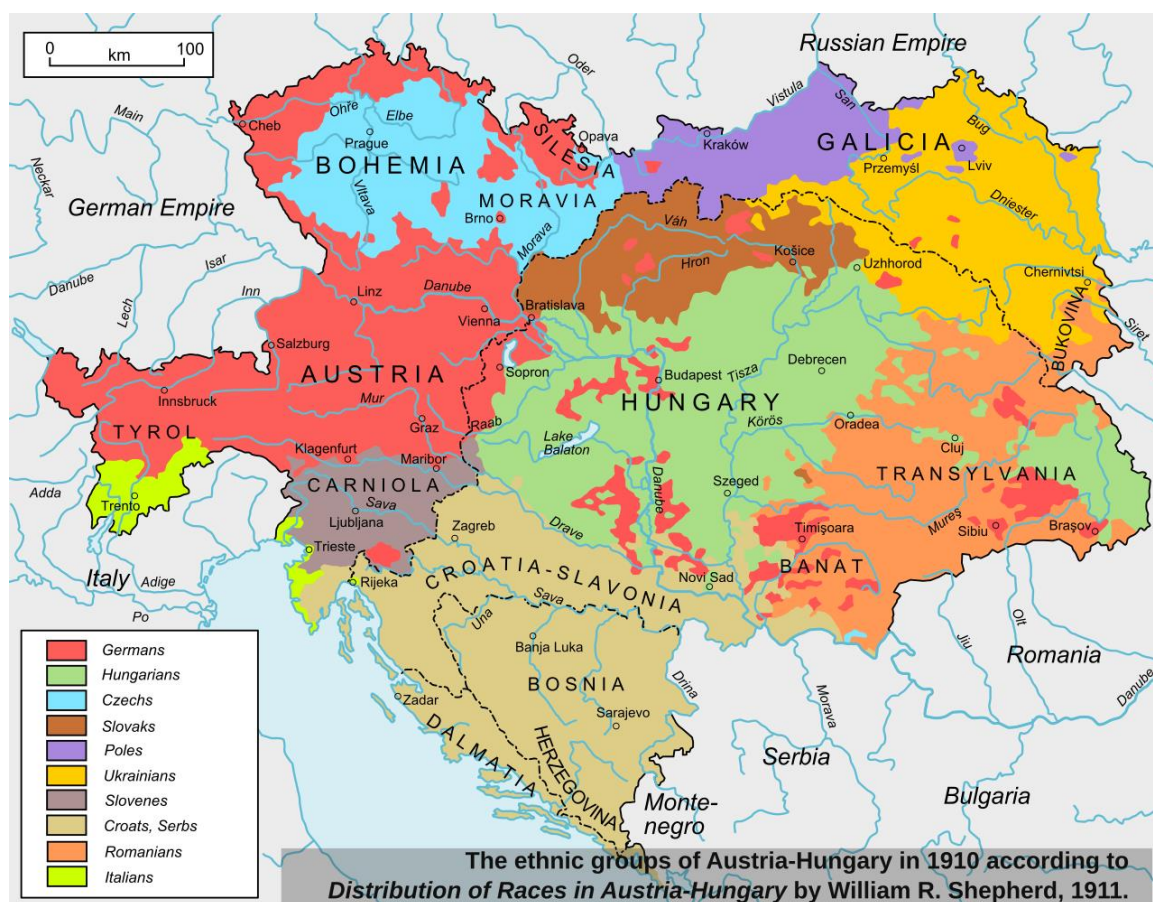 0 100
km
Russian Empire
German Empire
Italy
Monte-
negro
Serbia
Bulgaria
Romania
BOHEMIA
MORAVIA
SILESIA
GALICIA
BUKOVINA
AUSTRIA
TYROL
CARNIOLA
HUNGARY
TRANSYLVANIA
BANAT
CROATIA-SLAVONIA
BOSNIA
HERZEGOVINA
DALMATIA
Cheb
Prague
Brno
Opava
Kraków
Przemyśl
Lviv
Chernivtsi
Uzhhorod
Košice
Bratislava
Linz
Vienna
Salzburg
Innsbruck
Graz
Klagenfurt
Maribor
Sopron
Budapest
Debrecen
Oradea
Cluj
Szeged
Timişoara
Sibiu
Braşov
Novi Sad
Trento
Ljubljana
Trieste
Rijeka
Zagreb
Banja Luka
Sarajevo
Zadar
Main
Neckar
Ohře
Elbe
Vltava
Oder
Vistula
San
Bug
Dniester
Siret
Morava
Váh
Hron
Danube
Isar
Lech
Inn
Danube
Mur
Raab
Lake
Balaton
Tisza
Körös
Danube
Mureş
Drave
Sava
Sava
Una
Drina
Morava
Jiu
Olt
Danube
Adda
Adige
Po
Germans
Hungarians
Czechs
Slovaks
Poles
Ukrainians
Slovenes
Croats, Serbs
Romanians
Italians
The ethnic groups of Austria-Hungary in 1910 according to
Distribution of Races in Austria-Hungary by William R. Shepherd, 1911.